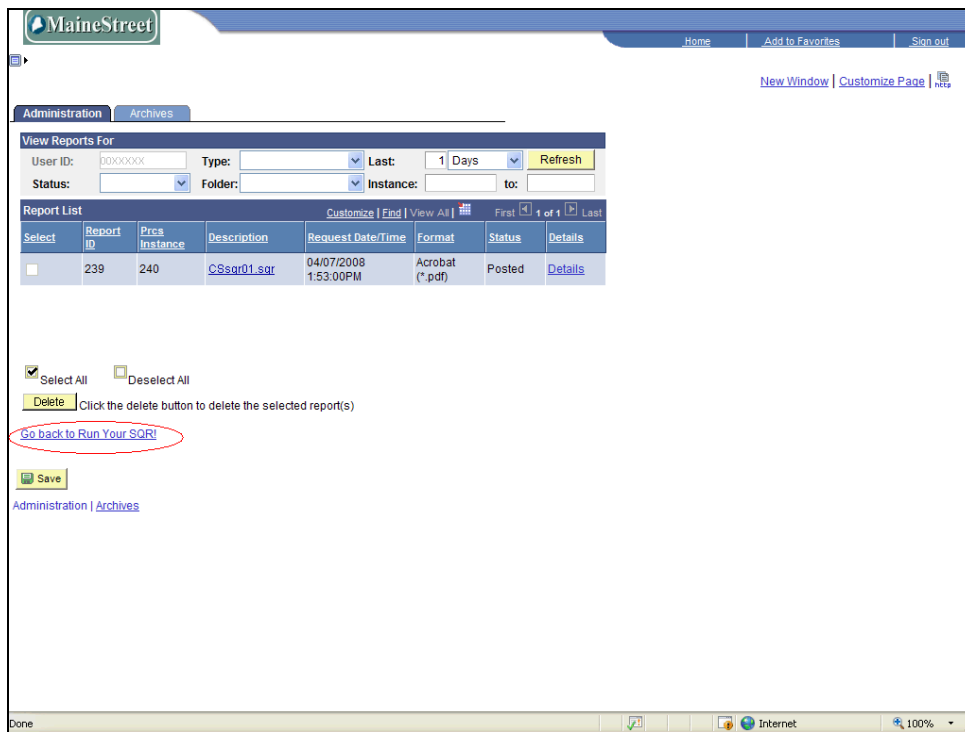 MaineStreet
Home Add to Favorites Sign out
New Window | Customize Page | http
Administration Archives
View Reports For
User ID: 00XXXXX Type: Last: 1 Days Refresh
Status: Folder: Instance: to:
Report List Customize | Find | View All | First 1 of 1 Last
Select Report ID Prcs Instance Description Request Date/Time Format Status Details
239 240 CSsqr01.sqr 04/07/2008 1:53:00PM Acrobat (*.pdf) Posted Details
Select All Deselect All
Delete Click the delete button to delete the selected report(s)
Go back to Run Your SQR!
Save
Administration | Archives
Done Internet 100%